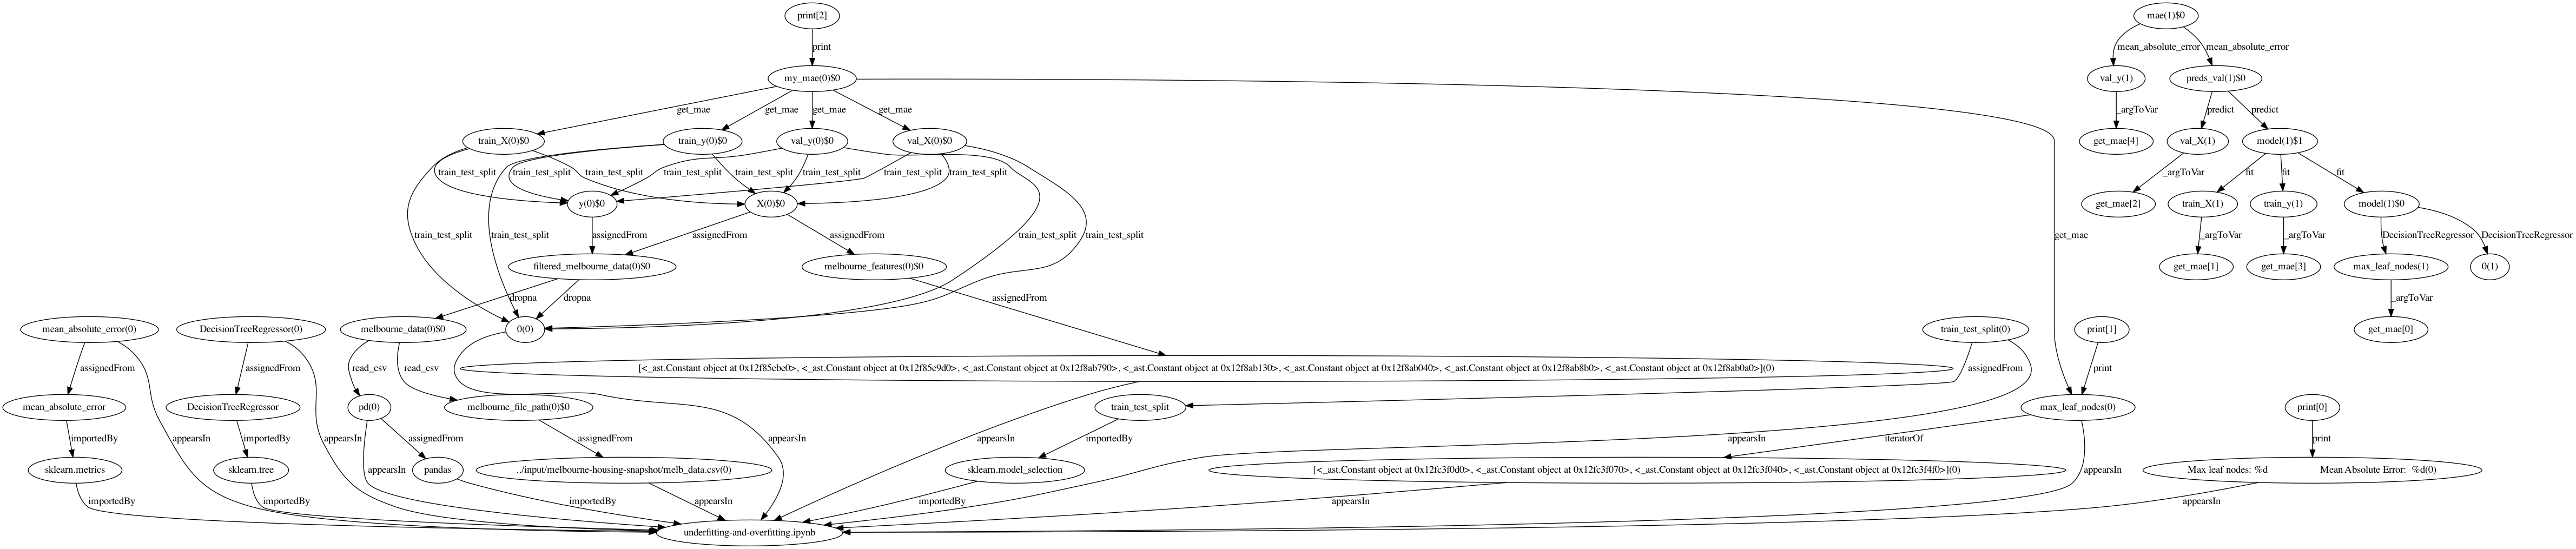 print[2]
mae(1)$0
print
mean_absolute_error
mean_absolute_error
my_mae(0)$0
val_y(1)
preds_val(1)$0
get_mae
get_mae
get_mae
get_mae
_argToVar
predict
predict
train_X(0)$0
train_y(0)$0
val_y(0)$0
val_X(0)$0
get_mae[4]
val_X(1)
model(1)$1
train_test_split
train_test_split
train_test_split
train_test_split
train_test_split
train_test_split
train_test_split
train_test_split
_argToVar
fit
fit
fit
y(0)$0
X(0)$0
get_mae[2]
train_X(1)
train_y(1)
model(1)$0
train_test_split
train_test_split
assignedFrom
assignedFrom
assignedFrom
train_test_split
train_test_split
get_mae
_argToVar
_argToVar
DecisionTreeRegressor
DecisionTreeRegressor
filtered_melbourne_data(0)$0
melbourne_features(0)$0
get_mae[1]
get_mae[3]
max_leaf_nodes(1)
0(1)
dropna
dropna
assignedFrom
_argToVar
mean_absolute_error(0)
DecisionTreeRegressor(0)
melbourne_data(0)$0
0(0)
train_test_split(0)
print[1]
get_mae[0]
assignedFrom
assignedFrom
read_csv
read_csv
[<_ast.Constant object at 0x12f85ebe0>, <_ast.Constant object at 0x12f85e9d0>, <_ast.Constant object at 0x12f8ab790>, <_ast.Constant object at 0x12f8ab130>, <_ast.Constant object at 0x12f8ab040>, <_ast.Constant object at 0x12f8ab8b0>, <_ast.Constant object at 0x12f8ab0a0>](0)
assignedFrom
print
mean_absolute_error
DecisionTreeRegressor
pd(0)
melbourne_file_path(0)$0
train_test_split
max_leaf_nodes(0)
print[0]
importedBy
appearsIn
importedBy
appearsIn
appearsIn
assignedFrom
assignedFrom
appearsIn
appearsIn
importedBy
appearsIn
iteratorOf
print
sklearn.metrics
sklearn.tree
pandas
../input/melbourne-housing-snapshot/melb_data.csv(0)
sklearn.model_selection
[<_ast.Constant object at 0x12fc3f0d0>, <_ast.Constant object at 0x12fc3f070>, <_ast.Constant object at 0x12fc3f040>, <_ast.Constant object at 0x12fc3f4f0>](0)
appearsIn
Max leaf nodes: %d Mean Absolute Error: %d(0)
importedBy
importedBy
importedBy
appearsIn
importedBy
appearsIn
appearsIn
underfitting-and-overfitting.ipynb